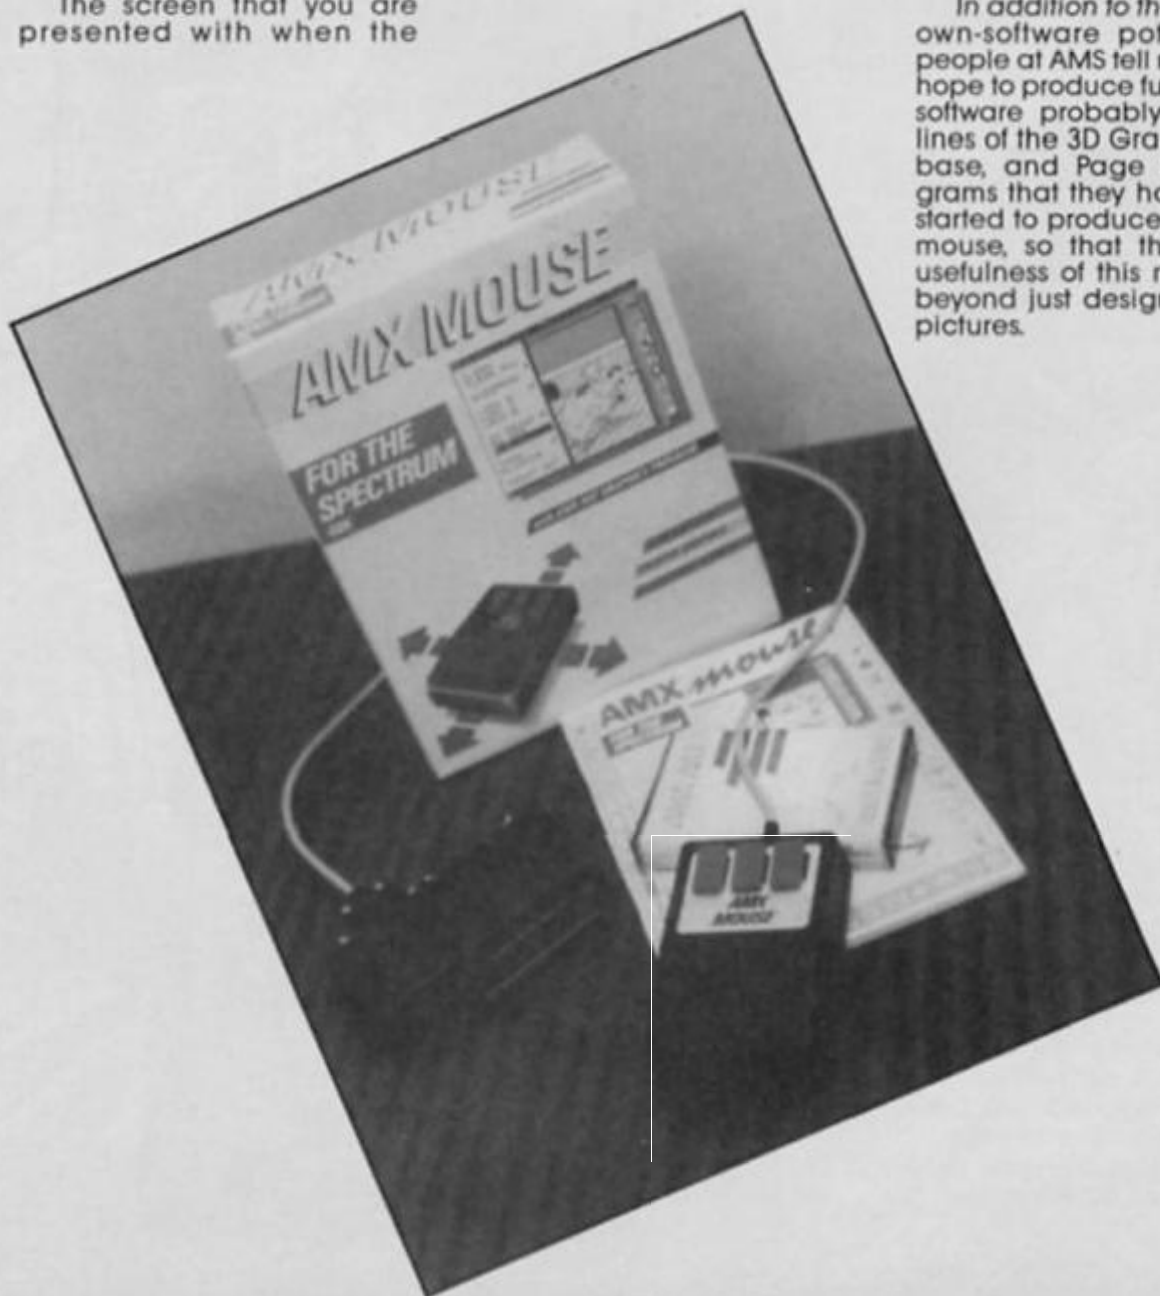 The screen that you are
presented with when the
In addition to th
own-software pot
people at AMS tell
hope to produce fu
software probably
lines of the 3D Gra
base, and Page
grams that they ha
started to produce
mouse, so that th
usefulness of this
beyond just design
pictures.
AMX MOUSE
AMX MOUSE
FOR THE
SPECTRUM
AMX mouse
AMX
MOUSE